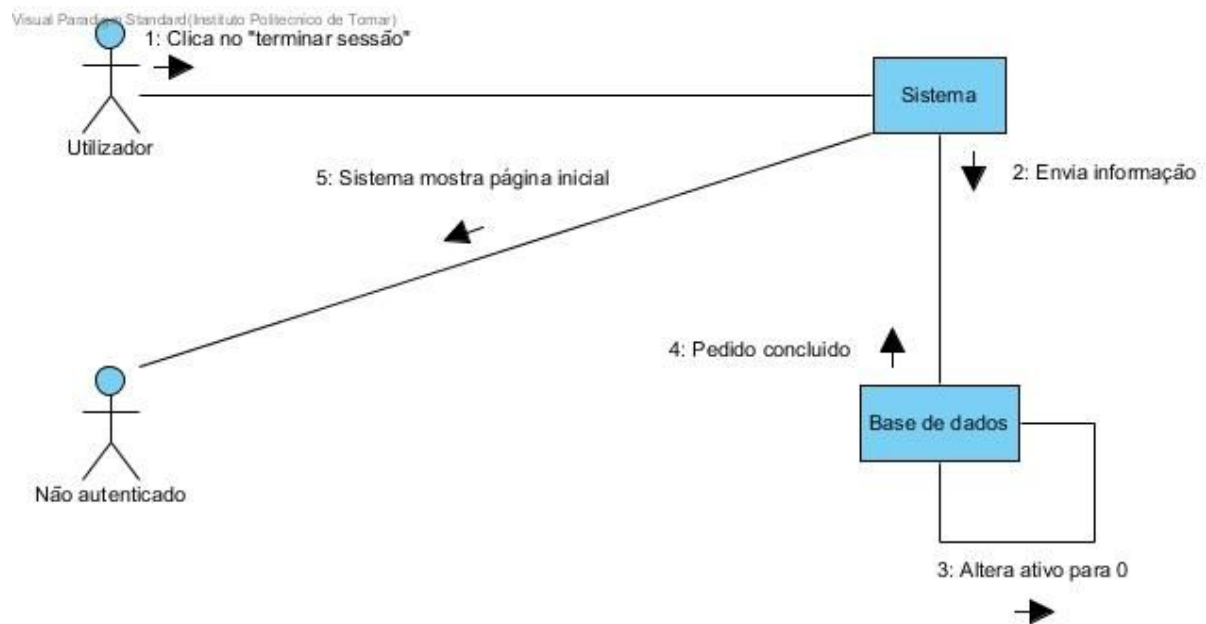 Visual Paradigm Standard(Instituto Politecnico de Tomar)
1: Clica no "terminar sessão"
Sistema
Utilizador
5: Sistema mostra página inicial
2: Envia informação
4: Pedido concluido
Base de dados
Não autenticado
3: Altera ativo para 0